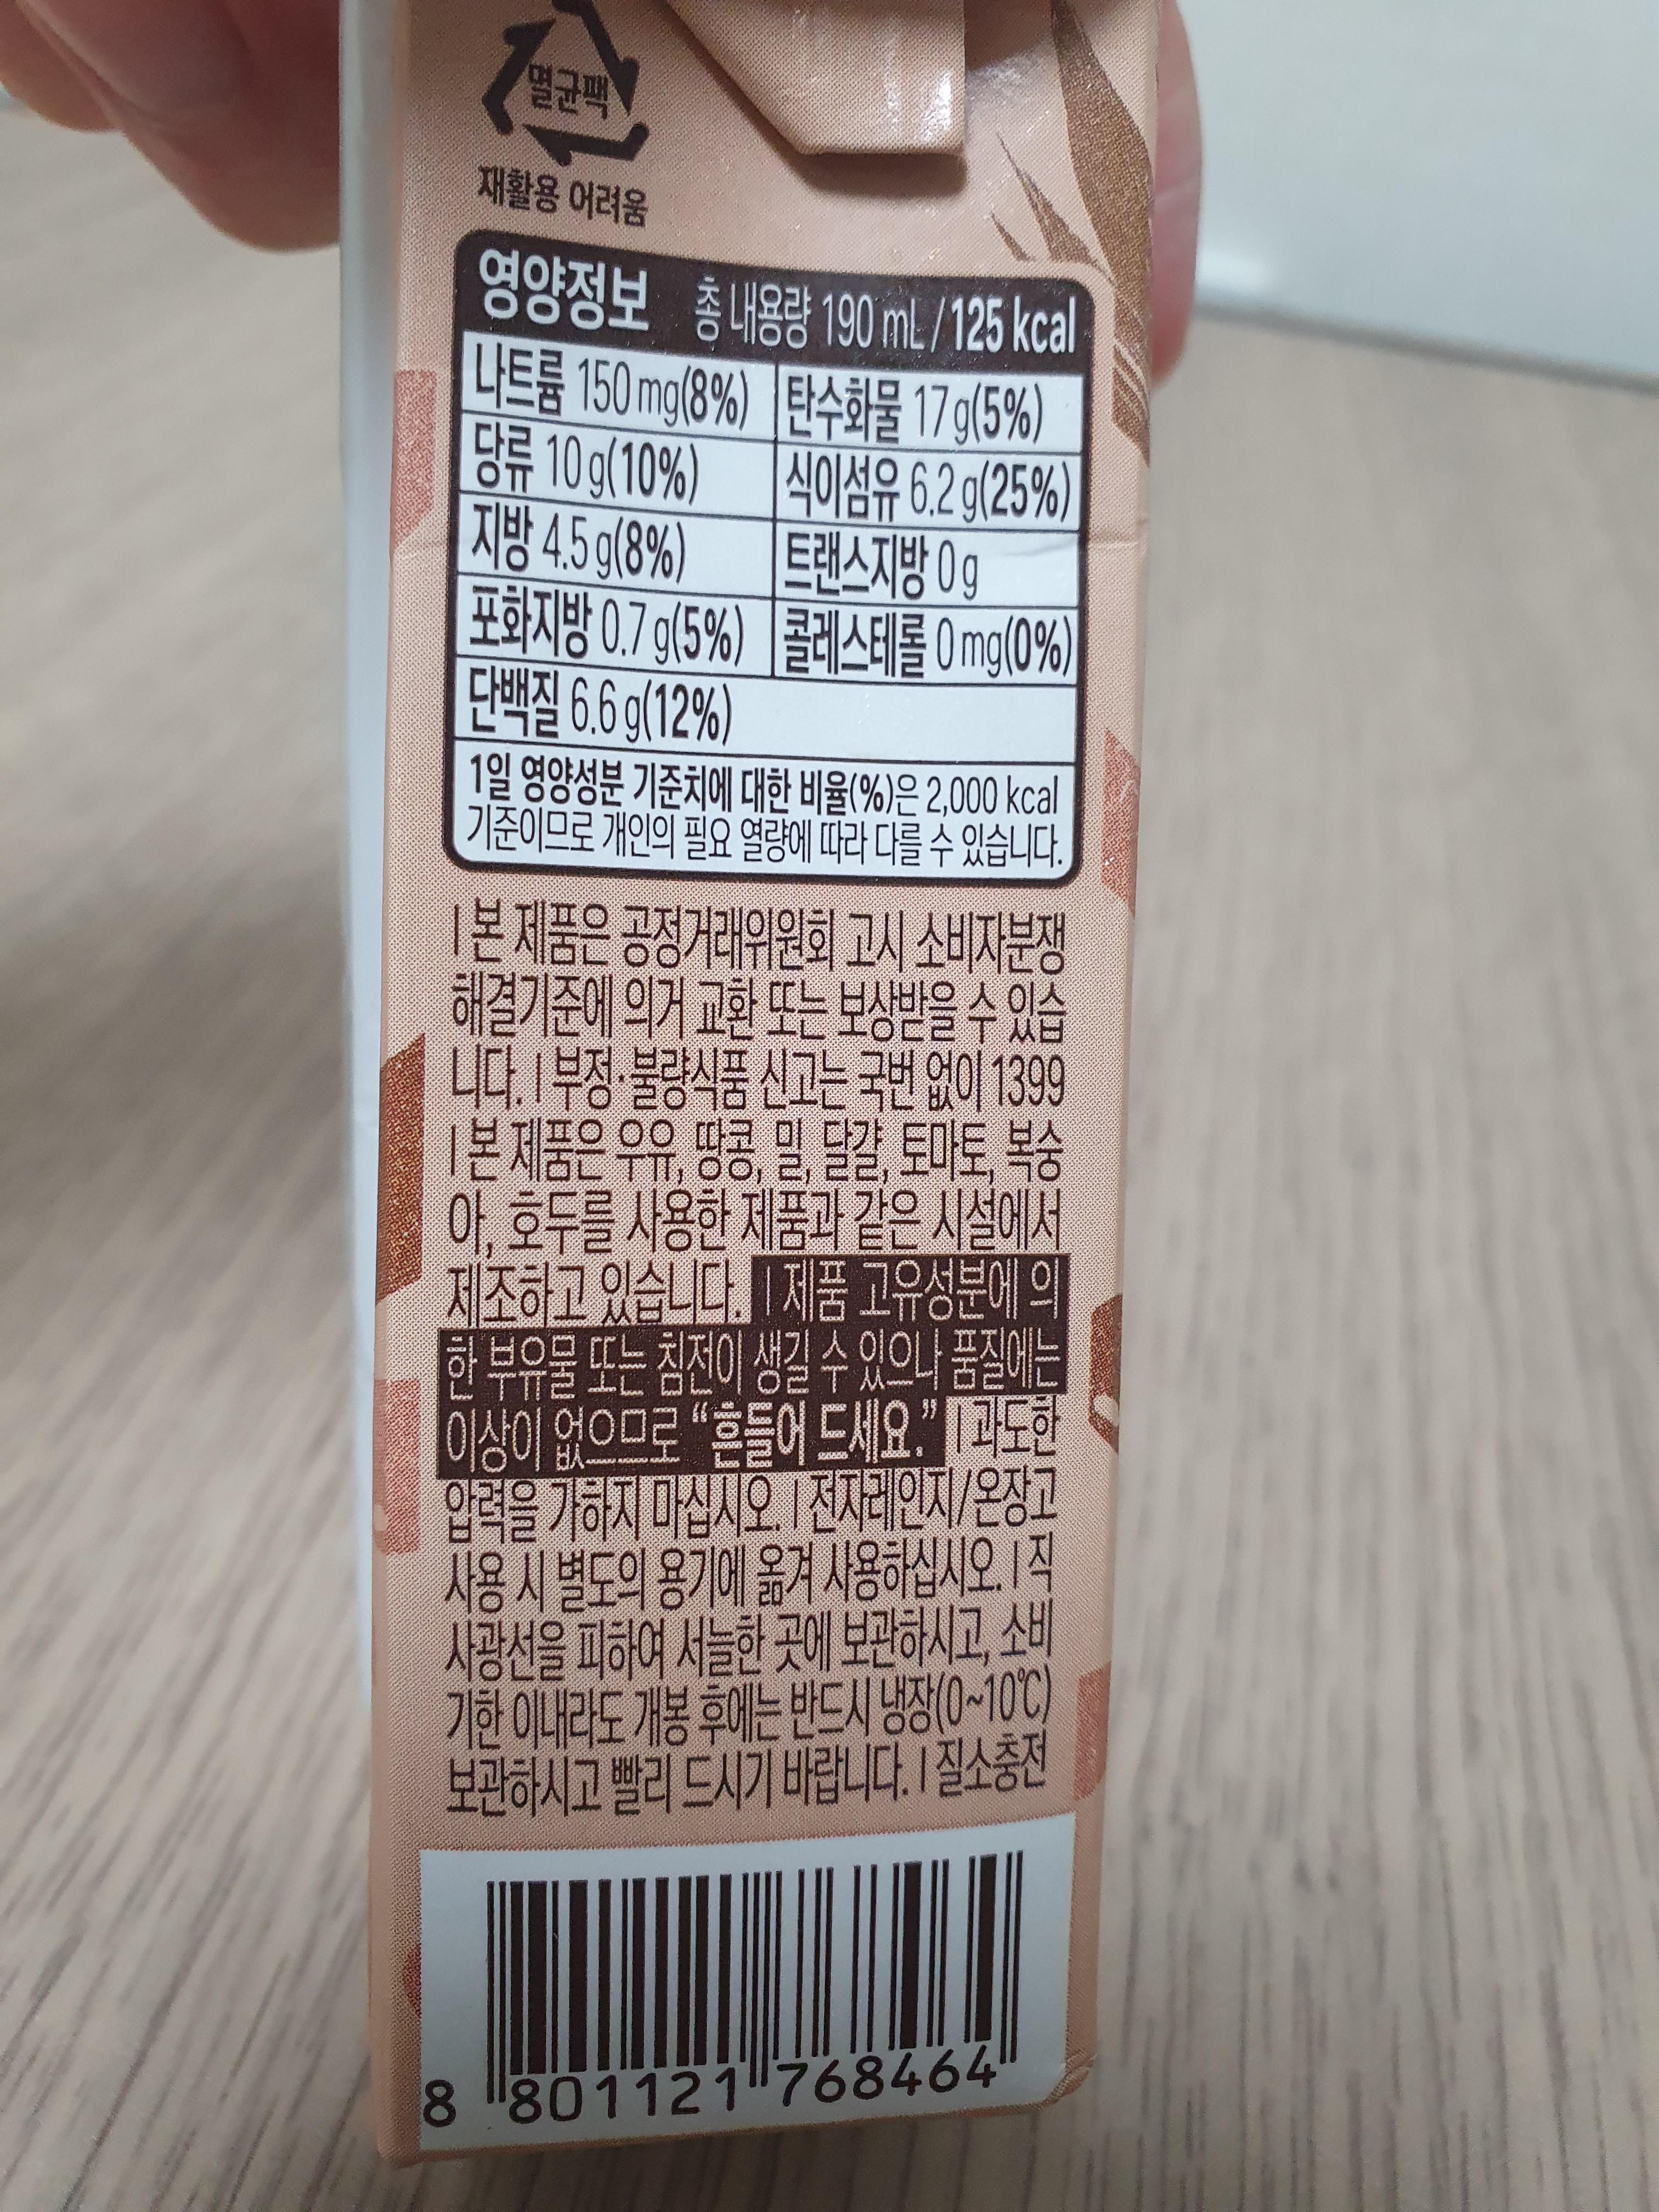 멸균팩
재활용 어려움
영양정보 총 내용량 190 mL / 125 kcal
나트륨 150 mg(8%) 탄수화물 17 g(5%)
당류 10 g(10%) 식이섬유 6.2 g(25%)
지방 4.5 g(8%) 트랜스지방 0 g
포화지방 0.7 g(5%) 콜레스테롤 0 mg(0%)
단백질 6.6 g(12%)
1일 영양성분 기준치에 대한 비율(%)은 2,000 kcal
기준이므로 개인의 필요 열량에 따라 다를 수 있습니다.
ㅣ본 제품은 공정거래위원회 고시 소비자분쟁
해결기준에 의거 교환 또는 보상받을 수 있습
니다.ㅣ부정·불량식품 신고는 국번 없이 1399
ㅣ본 제품은 우유, 땅콩, 밀, 달걀, 토마토, 복숭
아, 호두를 사용한 제품과 같은 시설에서
제조하고 있습니다.ㅣ제품 고유성분에 의
한 부유물 또는 침전이 생길 수 있으나 품질에는
이상이 없으므로 “흔들어 드세요.”ㅣ과도한
압력을 가하지 마십시오.ㅣ전자레인지/온장고
사용 시 별도의 용기에 옮겨 사용하십시오.ㅣ직
사광선을 피하여 서늘한 곳에 보관하시고, 소비
기한 이내라도 개봉 후에는 반드시 냉장(0~10℃)
보관하시고 빨리 드시기 바랍니다.ㅣ질소충전
8 801121 768464